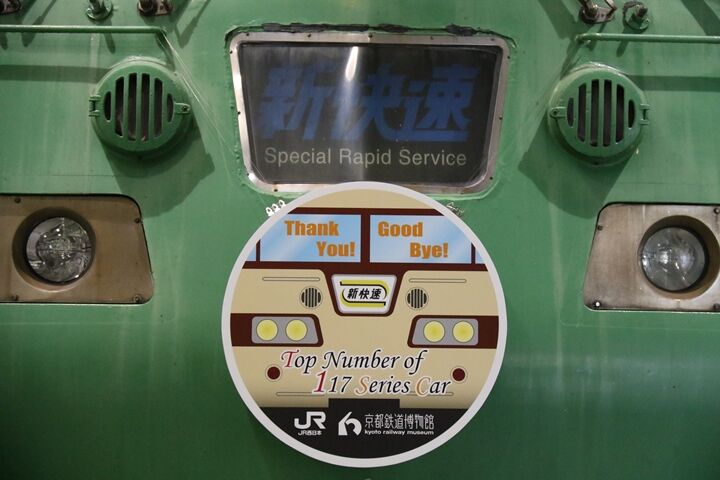 新快速
Special Rapid Service
Thank You!
Good Bye!
新快速
Top Number of
117 Series Car
JR
JR西日本
京都鉄道博物館
kyoto railway museum